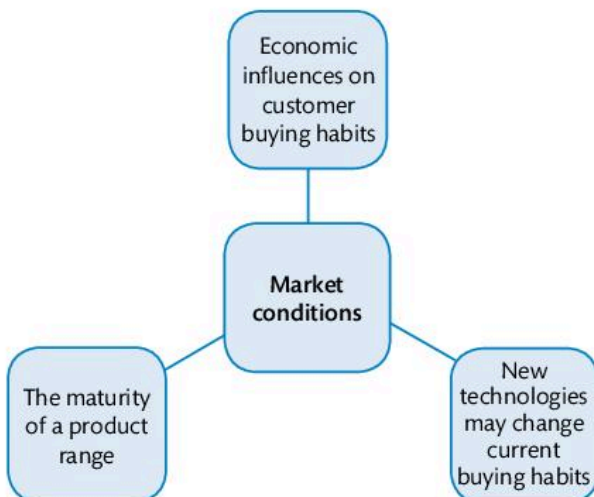 Economic
influences on
customer
buying habits
Market
conditions
The maturity
of a product
range
New
technologies
may change
current
buying habits